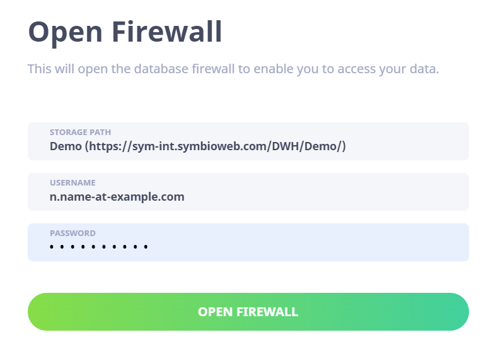 Open Firewall
This will open the database firewall to enable you to access your data.
STORAGE PATH
Demo (https://sym-int.symbioweb.com/DWH/Demo/)
USERNAME
n.name-at-example.com
PASSWORD
• • • • • • • • • •
OPEN FIREWALL